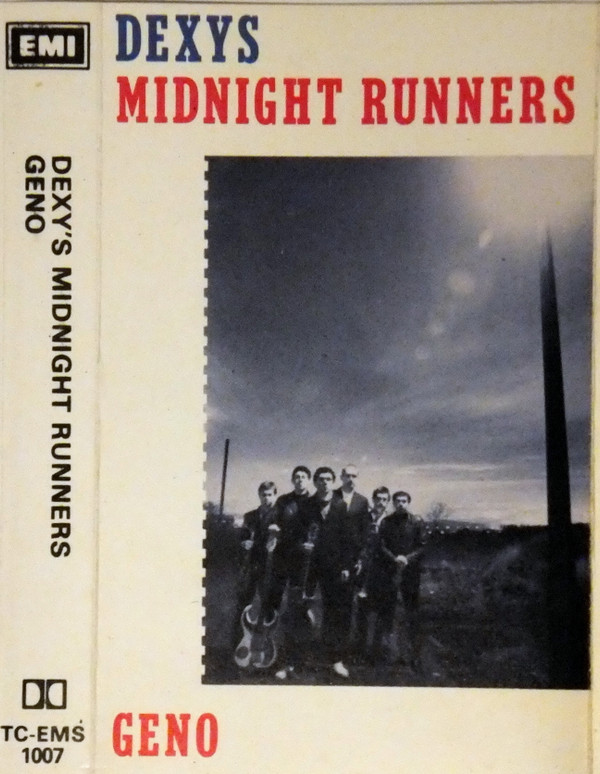 EMI
DEXY'S MIDNIGHT RUNNERS
GENO
TC-EMS
1007
DEXYS
MIDNIGHT RUNNERS
GENO